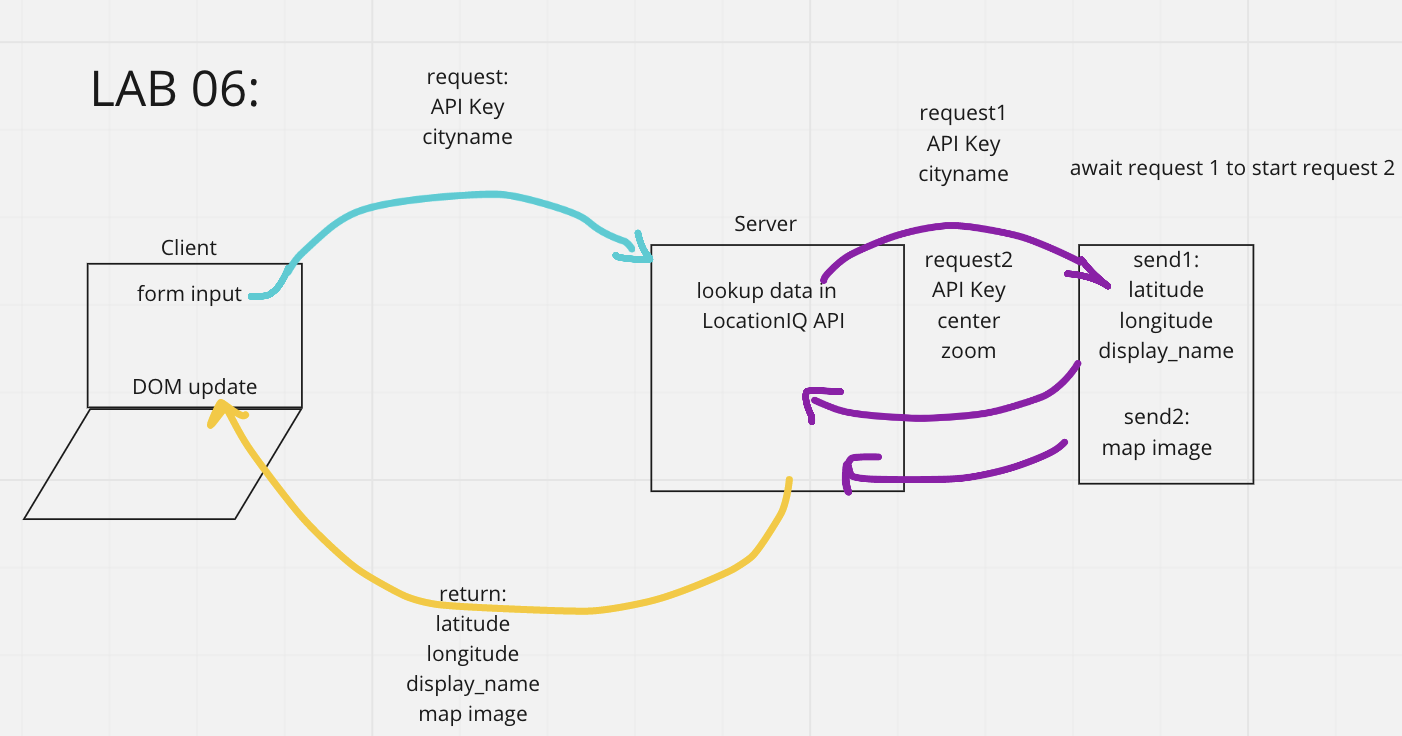 LAB 06:
request:
API Key
cityname
request1
API Key
cityname
await request 1 to start request 2
Client
form input
DOM update
Server
lookup data in
LocationIQ API
request2
API Key
center
zoom
send1:
latitude
longitude
display_name
send2:
map image
return:
latitude
longitude
display_name
map image